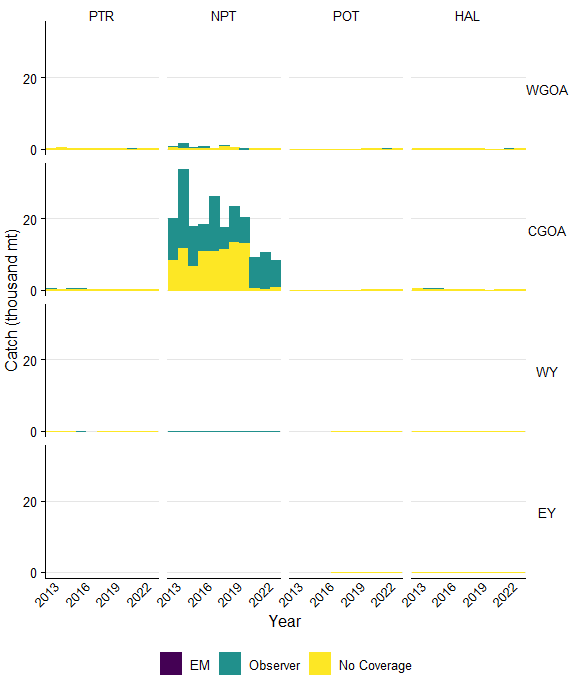 PTR NPT POT HAL
20
0
WGOA
20
0
CGOA
20
0
WY
20
0
EY
Catch (thousand mt)
2013 2016 2019 2022 2013 2016 2019 2022 2013 2016 2019 2022 2013 2016 2019 2022
Year
EM Observer No Coverage